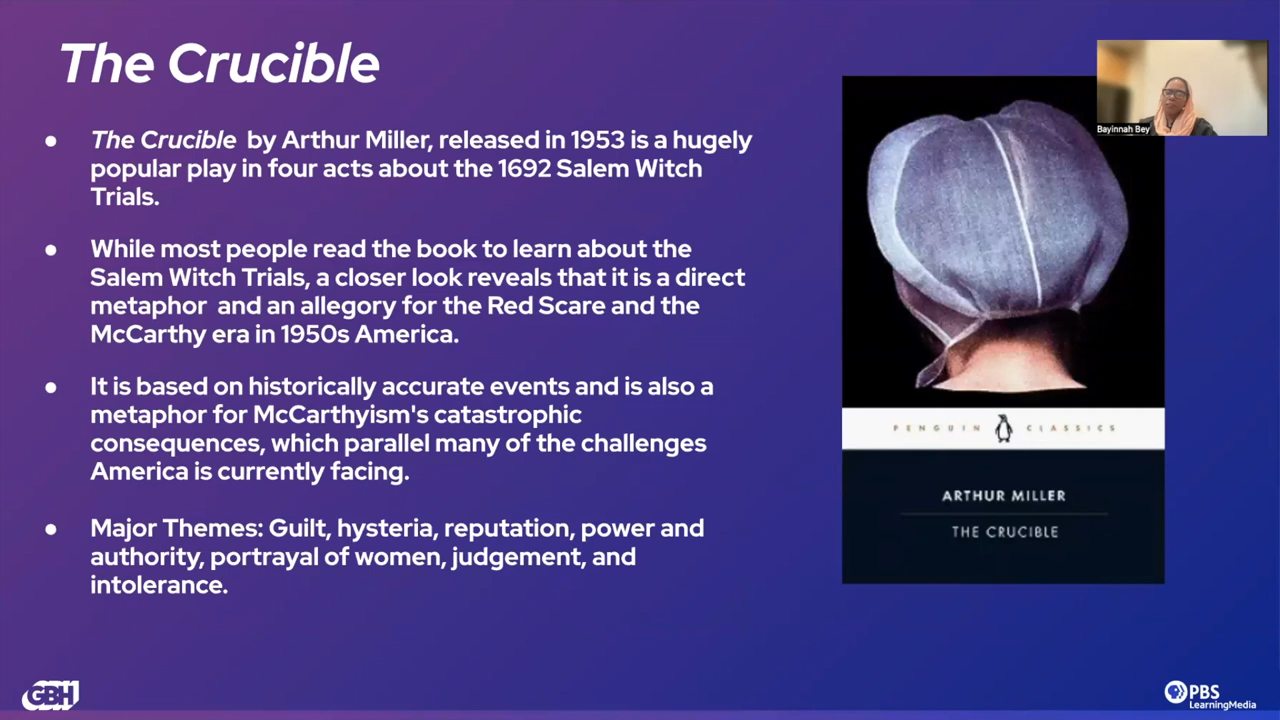 The Crucible
● The Crucible by Arthur Miller, released in 1953 is a hugely
popular play in four acts about the 1692 Salem Witch
Trials.
● While most people read the book to learn about the
Salem Witch Trials, a closer look reveals that it is a direct
metaphor and an allegory for the Red Scare and the
McCarthy era in 1950s America.
● It is based on historically accurate events and is also a
metaphor for McCarthyism's catastrophic
consequences, which parallel many of the challenges
America is currently facing.
● Major Themes: Guilt, hysteria, reputation, power and
authority, portrayal of women, judgement, and
intolerance.
Bayinnah Bey
PENGUIN CLASSICS
ARTHUR MILLER
THE CRUCIBLE
GBH
PBS
LearningMedia